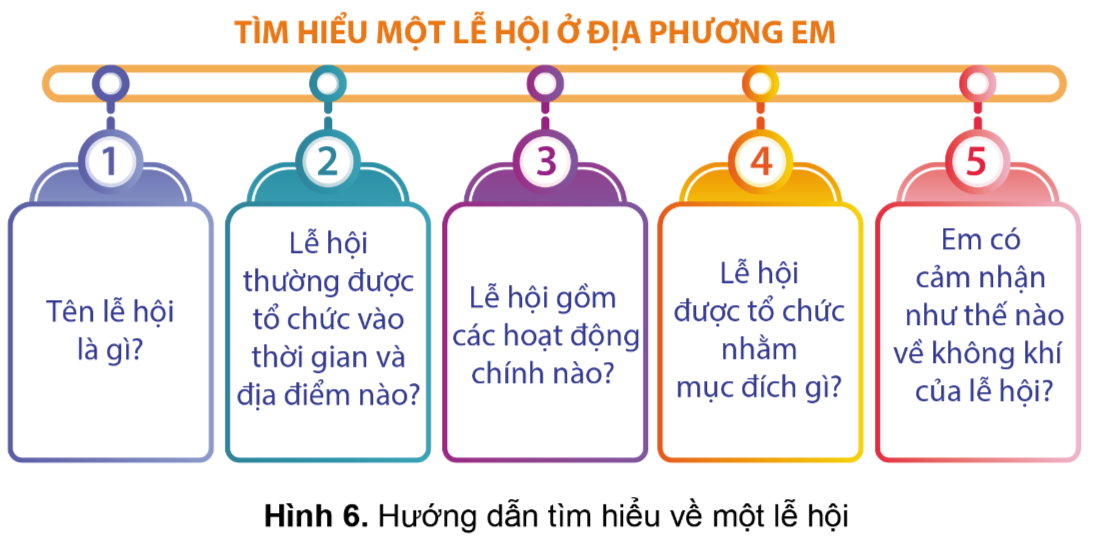 TÌM HIỂU MỘT LỄ HỘI Ở ĐỊA PHƯƠNG EM
1
Tên lễ hội
là gì?
2
Lễ hội
thường được
tổ chức vào
thời gian và
địa điểm nào?
3
Lễ hội gồm
các hoạt động
chính nào?
4
Lễ hội
được tổ chức
nhằm
mục đích gì?
5
Em có
cảm nhận
như thế nào
về không khí
của lễ hội?
Hình 6. Hướng dẫn tìm hiểu về một lễ hội